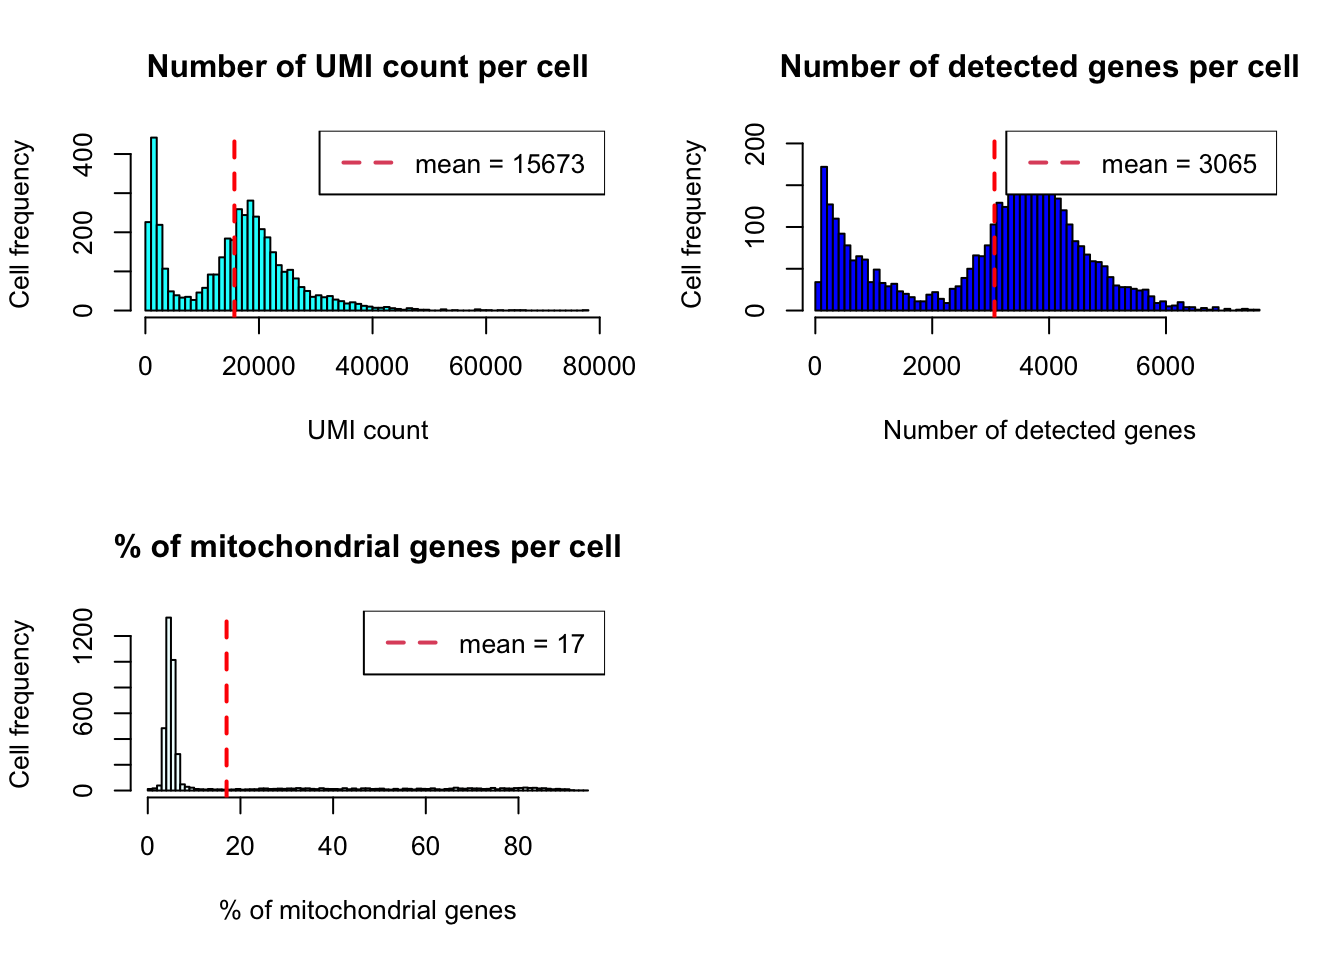 Number of UMI count per cell
Cell frequency
0 200 400
mean = 15673
0 20000 40000 60000 80000
UMI count
Number of detected genes per cell
Cell frequency
0 100 200
mean = 3065
0 2000 4000 6000
Number of detected genes
% of mitochondrial genes per cell
Cell frequency
0 600 1200
mean = 17
0 20 40 60 80
% of mitochondrial genes